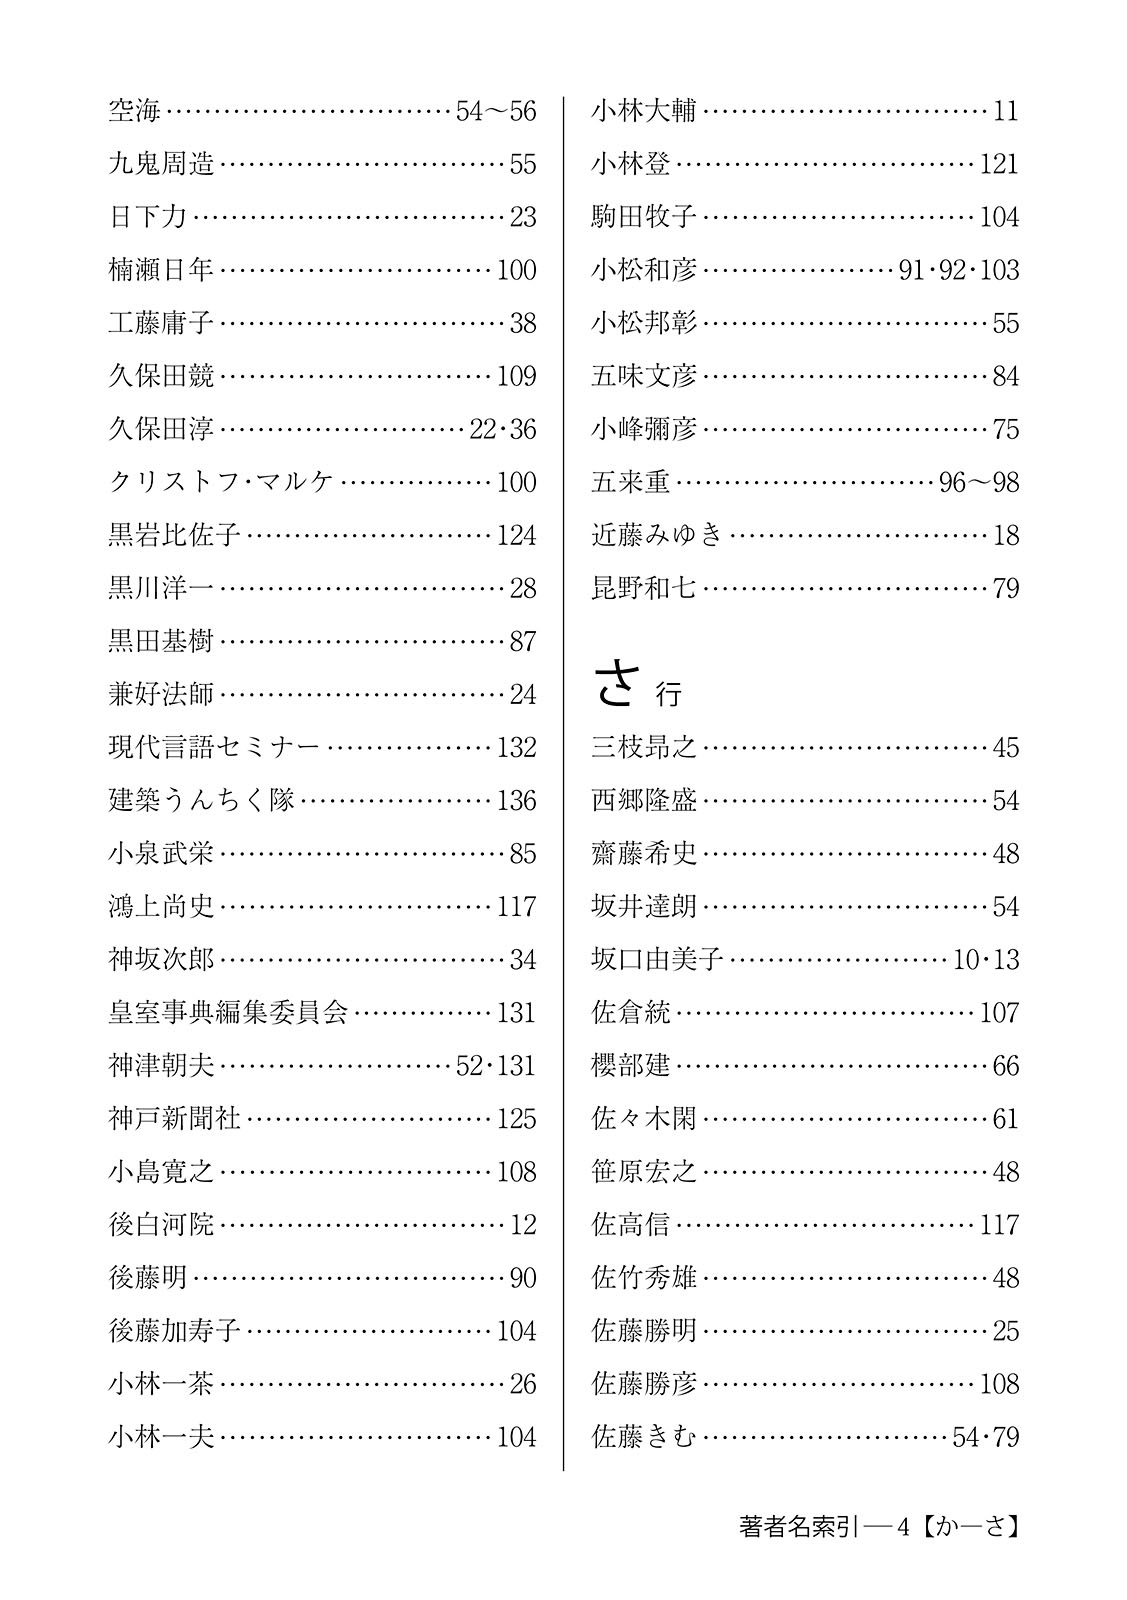 空海……………………………54～56
九鬼周造……………………………55
日下力………………………………23
楠瀬日年…………………………100
工藤庸子……………………………38
久保田競…………………………109
久保田淳………………………22・36
クリストフ・マルケ………………100
黒岩比佐子………………………124
黒川洋一……………………………28
黒田基樹……………………………87
兼好法師……………………………24
現代言語セミナー………………132
建築うんちく隊…………………136
小泉武栄……………………………85
鴻上尚史…………………………117
神坂次郎……………………………34
皇室事典編集委員会……………131
神津朝夫……………………52・131
神戸新聞社………………………125
小島寛之…………………………108
後白河院……………………………12
後藤明………………………………90
後藤加寿子………………………104
小林一茶……………………………26
小林一夫…………………………104
小林大輔……………………………11
小林登……………………………121
駒田牧子…………………………104
小松和彦…………………91・92・103
小松邦彰……………………………55
五味文彦……………………………84
小峰彌彦……………………………75
五来重…………………………96～98
近藤みゆき…………………………18
昆野和七……………………………79
さ行
三枝昻之……………………………45
西郷隆盛……………………………54
齋藤希史……………………………48
坂井達朗……………………………54
坂口由美子……………………10・13
佐倉統……………………………107
櫻部建………………………………66
佐々木閑……………………………61
笹原宏之……………………………48
佐高信……………………………117
佐竹秀雄……………………………48
佐藤勝明……………………………25
佐藤勝彦…………………………108
佐藤きむ………………………54・79
著者名索引―4【か―さ】